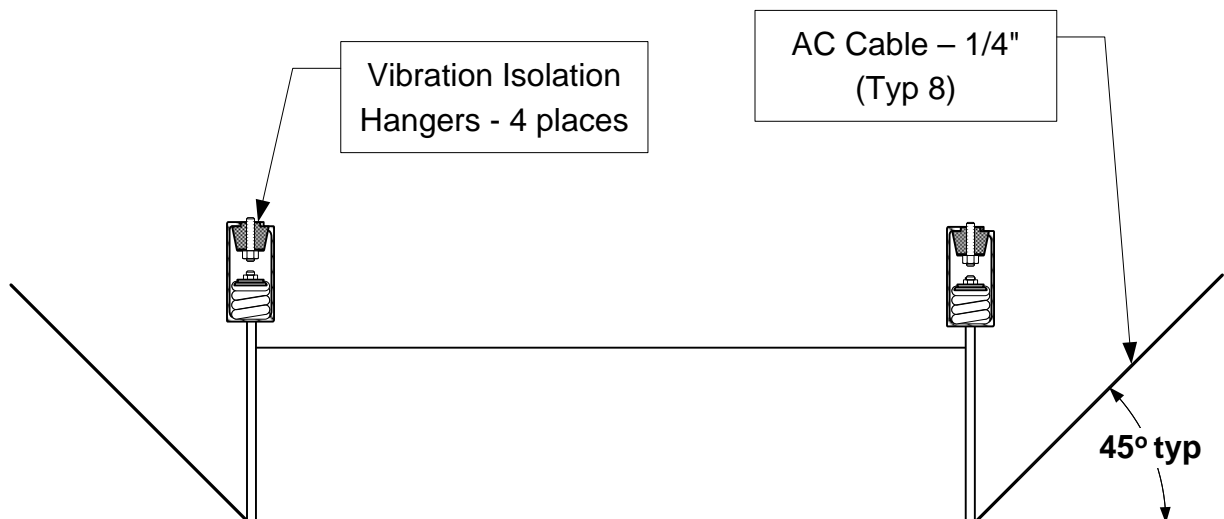 Vibration Isolation
Hangers - 4 places
AC Cable – 1/4"
(Typ 8)
45º typ